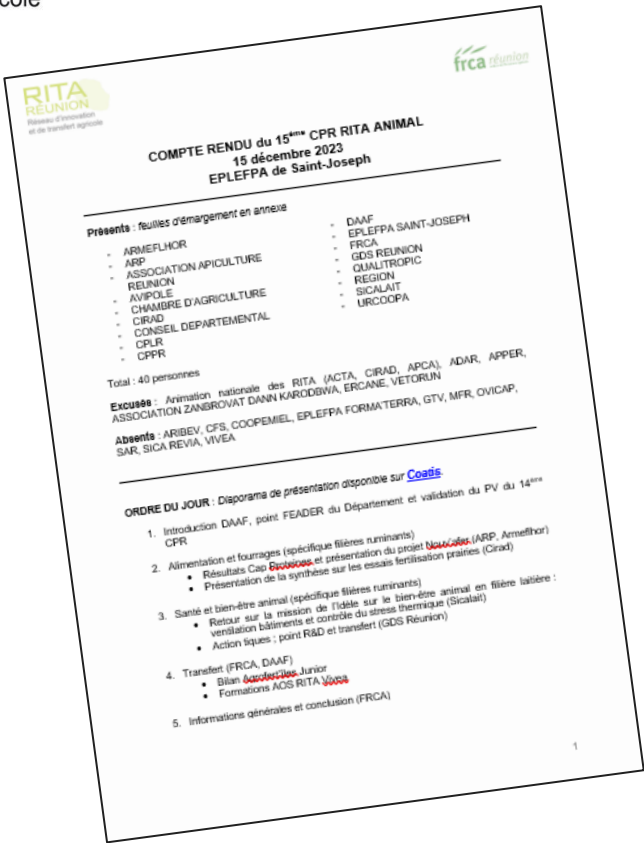 cole
RITA
RÉUNION
Réseau d'innovation
et de transfert agricole
frca réunion
COMPTE RENDU du 15ème CPR RITA ANIMAL
15 décembre 2023
EPLEFPA de Saint-Joseph
Présents : feuilles d'émargement en annexe
- ARMEFLHOR
- ARP
- ASSOCIATION APICULTURE
REUNION
- AVIPOLE
- CHAMBRE D'AGRICULTURE
- CIRAD
- CONSEIL DEPARTEMENTAL
- CPLR
- CPPR
- DAAF
- EPLEFPA SAINT-JOSEPH
- FRCA
- GDS REUNION
- QUALITROPIC
- REGION
- SICALAIT
- URCOOPA
Total : 40 personnes
Excusés : Animation nationale des RITA (ACTA, CIRAD, APCA), ADAR, APPER,
ASSOCIATION ZANBROVAT DANN KARODBWA, ERCANE, VETORUN
Absents : ARIBEV, CFS, COOPEMIEL, EPLEFPA FORMA'TERRA, GTV, MFR, OVICAP,
SAR, SICA REVIA, VIVEA
ORDRE DU JOUR : Diaporama de présentation disponible sur Coatis.
1. Introduction DAAF, point FEADER du Département et validation du PV du 14ème
CPR
2. Alimentation et fourrages (spécifique filières ruminants)
• Résultats Cap Proteines et présentation du projet Nouv'afer (ARP, Armeflhor)
• Présentation de la synthèse sur les essais fertilisation prairies (Cirad)
3. Santé et bien-être animal (spécifique filières ruminants)
• Retour sur la mission de l'Idèle sur le bien-être animal en filière laitière :
ventilation bâtiments et contrôle du stress thermique (Sicalait)
• Action tiques ; point R&D et transfert (GDS Réunion)
4. Transfert (FRCA, DAAF)
• Bilan Agrofert'îles Junior
• Formations AOS RITA Vivea
5. Informations générales et conclusion (FRCA)
1